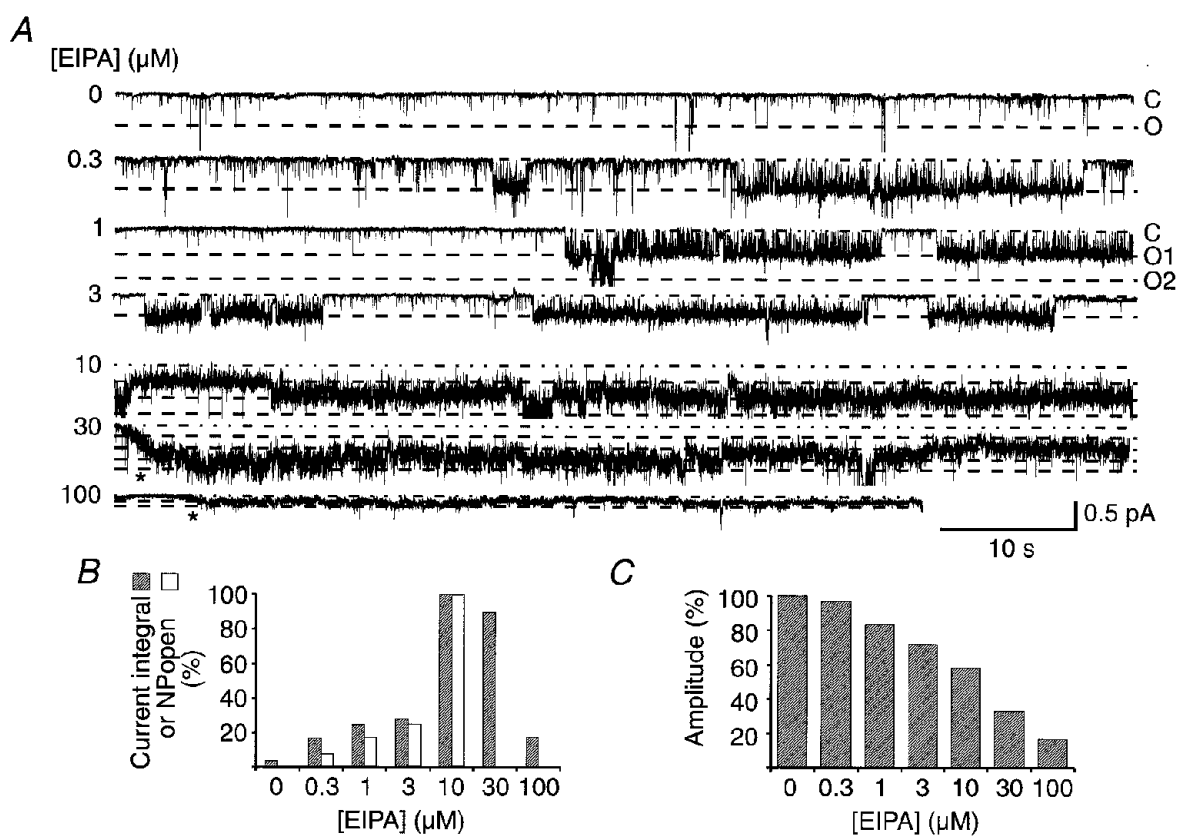 A
[EIPA] (µM)
0
C
O
0.3
1
C
O1
O2
3
10
30
*
100
*
0.5 pA
10 s
B
Current integral
or NPopen
(%)
100
80
60
40
20
0 0.3 1 3 10 30 100
[EIPA] (µM)
C
Amplitude (%)
100
80
60
40
20
0 0.3 1 3 10 30 100
[EIPA] (µM)